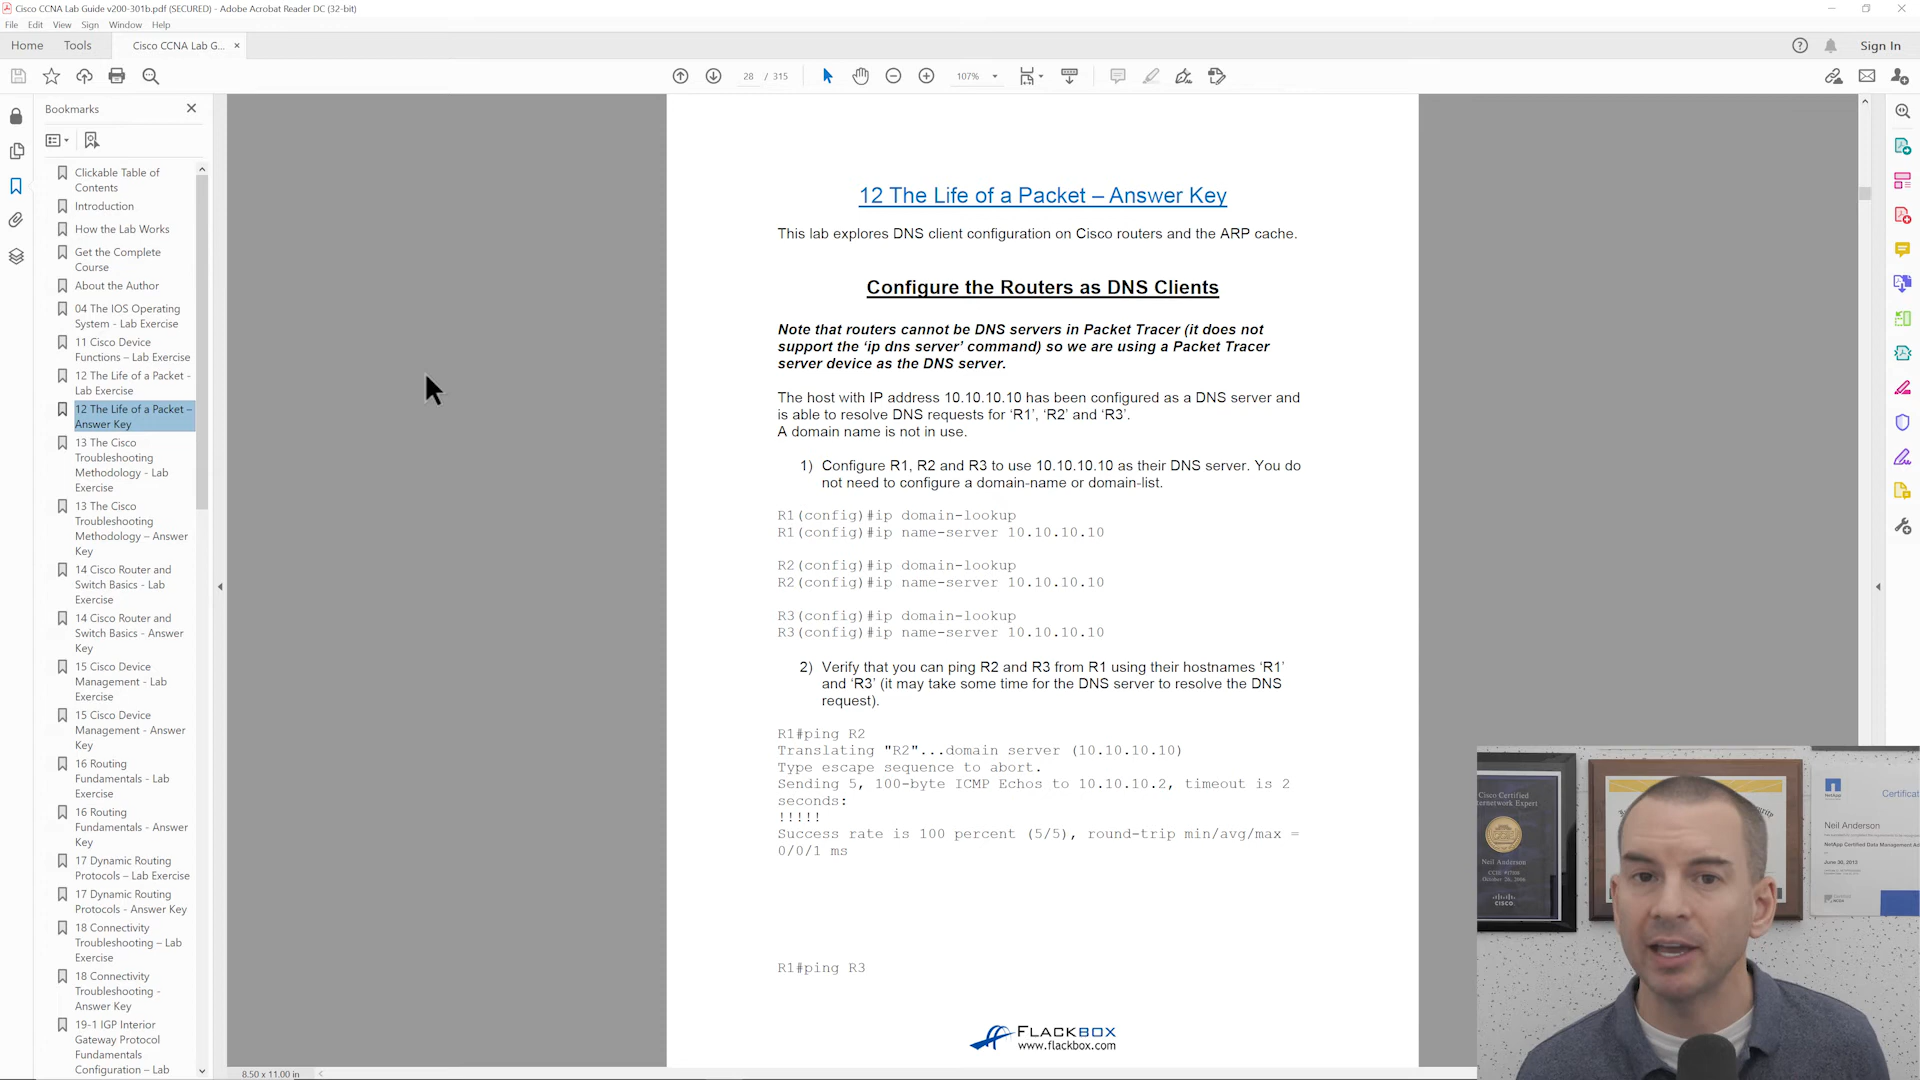 Cisco CCNA Lab Guide v200-301b.pdf (SECURED) - Adobe Acrobat Reader DC (32-bit)
File Edit View Sign Window Help
Home Tools Cisco CCNA Lab G... × Sign In
28 / 315 107%
Bookmarks
Clickable Table of
Contents
Introduction
How the Lab Works
Get the Complete
Course
About the Author
04 The IOS Operating
System - Lab Exercise
11 Cisco Device
Functions – Lab Exercise
12 The Life of a Packet -
Lab Exercise
12 The Life of a Packet –
Answer Key
13 The Cisco
Troubleshooting
Methodology - Lab
Exercise
13 The Cisco
Troubleshooting
Methodology – Answer
Key
14 Cisco Router and
Switch Basics - Lab
Exercise
14 Cisco Router and
Switch Basics - Answer
Key
15 Cisco Device
Management - Lab
Exercise
15 Cisco Device
Management - Answer
Key
16 Routing
Fundamentals - Lab
Exercise
16 Routing
Fundamentals - Answer
Key
17 Dynamic Routing
Protocols – Lab Exercise
17 Dynamic Routing
Protocols - Answer Key
18 Connectivity
Troubleshooting – Lab
Exercise
18 Connectivity
Troubleshooting -
Answer Key
19-1 IGP Interior
Gateway Protocol
Fundamentals
Configuration – Lab
8.50 x 11.00 in
12 The Life of a Packet – Answer Key
This lab explores DNS client configuration on Cisco routers and the ARP cache.
Configure the Routers as DNS Clients
Note that routers cannot be DNS servers in Packet Tracer (it does not
support the ‘ip dns server’ command) so we are using a Packet Tracer
server device as the DNS server.
The host with IP address 10.10.10.10 has been configured as a DNS server and
is able to resolve DNS requests for ‘R1’, ‘R2’ and ‘R3’.
A domain name is not in use.
1) Configure R1, R2 and R3 to use 10.10.10.10 as their DNS server. You do
not need to configure a domain-name or domain-list.
R1(config)#ip domain-lookup
R1(config)#ip name-server 10.10.10.10
R2(config)#ip domain-lookup
R2(config)#ip name-server 10.10.10.10
R3(config)#ip domain-lookup
R3(config)#ip name-server 10.10.10.10
2) Verify that you can ping R2 and R3 from R1 using their hostnames ‘R1’
and ‘R3’ (it may take some time for the DNS server to resolve the DNS
request).
R1#ping R2
Translating "R2"...domain server (10.10.10.10)
Type escape sequence to abort.
Sending 5, 100-byte ICMP Echos to 10.10.10.2, timeout is 2
seconds:
!!!!!
Success rate is 100 percent (5/5), round-trip min/avg/max =
0/0/1 ms
R1#ping R3
FLACKBOX
www.flackbox.com
Cisco Certified
Internetwork Expert
Neil Anderson
CISCO
NetApp
Certificat
Neil Anderson
NetApp Certified Data Management Ad
June 30, 2013